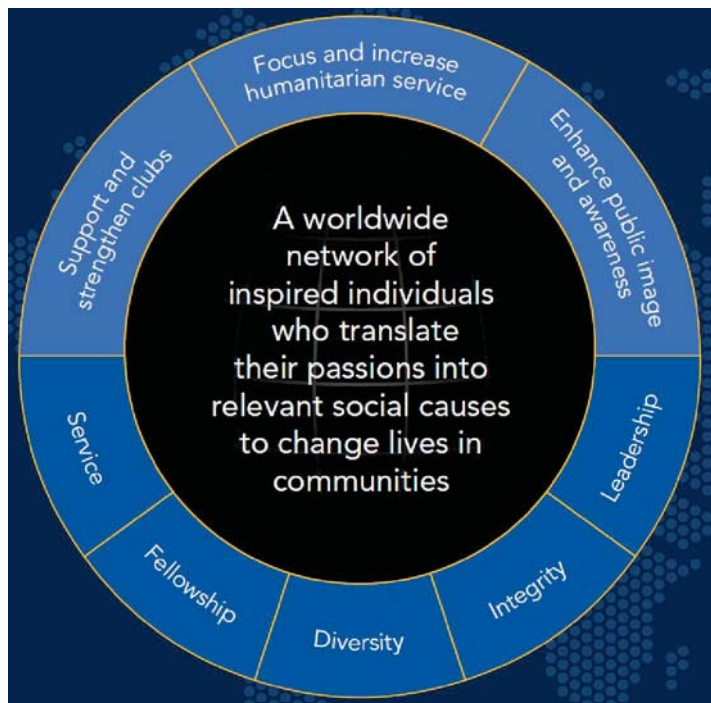 Focus and increase
humanitarian service
Enhance public image
and awareness
Support and
strengthen clubs
A worldwide
network of
inspired individuals
who translate
their passions into
relevant social causes
to change lives in
communities
Service
Fellowship
Diversity
Integrity
Leadership